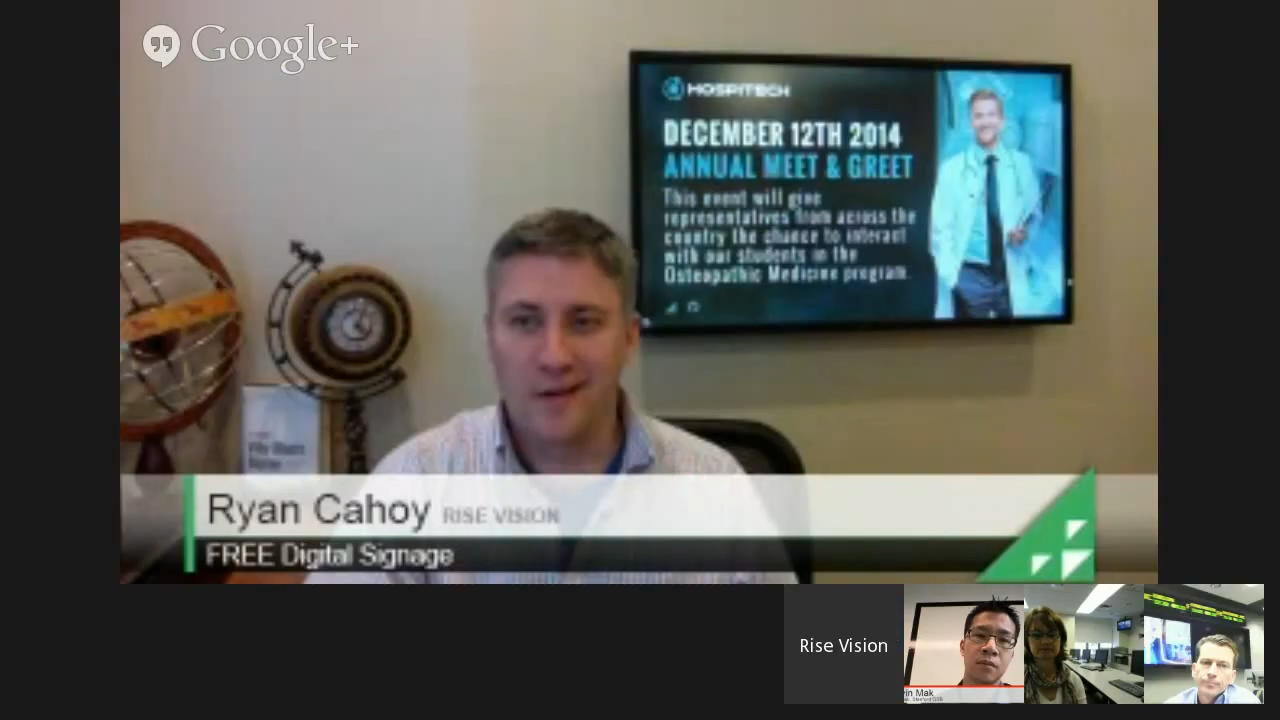 Google+
HOSPITECH
DECEMBER 12TH 2014
ANNUAL MEET & GREET
This event will give
representatives from across the
country the chance to interact
with our students in the
Osteopathic Medicine program.
Ryan Cahoy RISE VISION
FREE Digital Signage
Rise Vision
vin Mak